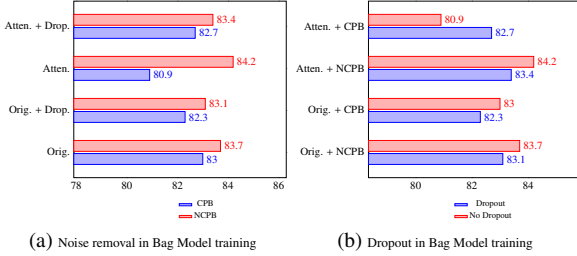 Atten. + Drop.
83.4
82.7
Atten.
84.2
80.9
Orig. + Drop.
83.1
82.3
Orig.
83.7
83
78 80 82 84 86
CPB
NCPB
(a) Noise removal in Bag Model training
Atten. + CPB
80.9
82.7
Atten. + NCPB
84.2
83.4
Orig. + CPB
83
82.3
Orig. + NCPB
83.7
83.1
80 82 84
Dropout
No Dropout
(b) Dropout in Bag Model training